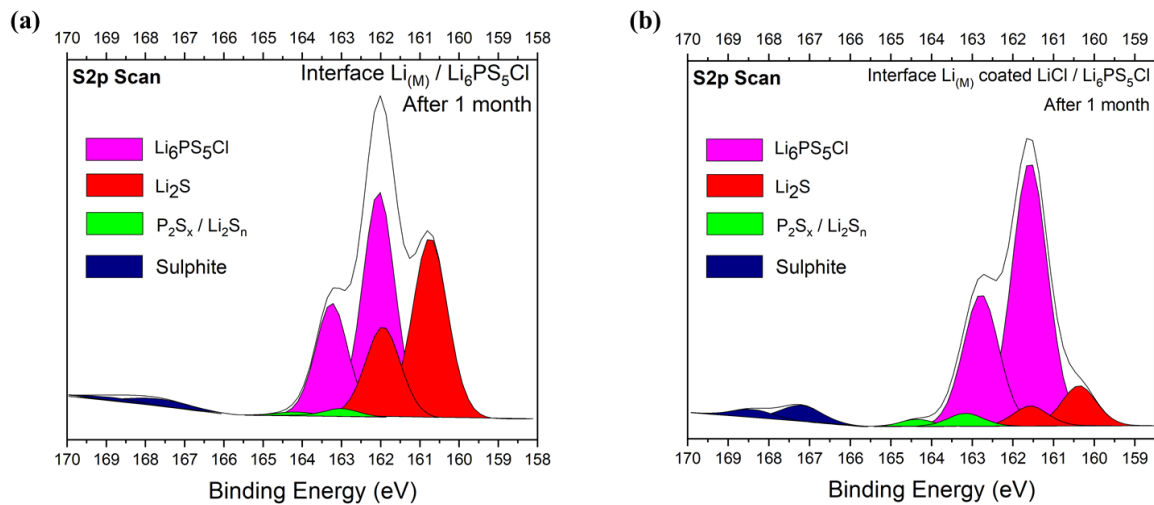 (a)
170 169 168 167 166 165 164 163 162 161 160 159 158
S2p Scan
Interface Li(M) / Li6PS5Cl
After 1 month
Li6PS5Cl
Li2S
P2Sx / Li2Sn
Sulphite
170 169 168 167 166 165 164 163 162 161 160 159 158
Binding Energy (eV)
(b)
170 169 168 167 166 165 164 163 162 161 160 159
S2p Scan
Interface Li(M) coated LiCl / Li6PS5Cl
After 1 month
Li6PS5Cl
Li2S
P2Sx / Li2Sn
Sulphite
170 169 168 167 166 165 164 163 162 161 160 159
Binding Energy (eV)